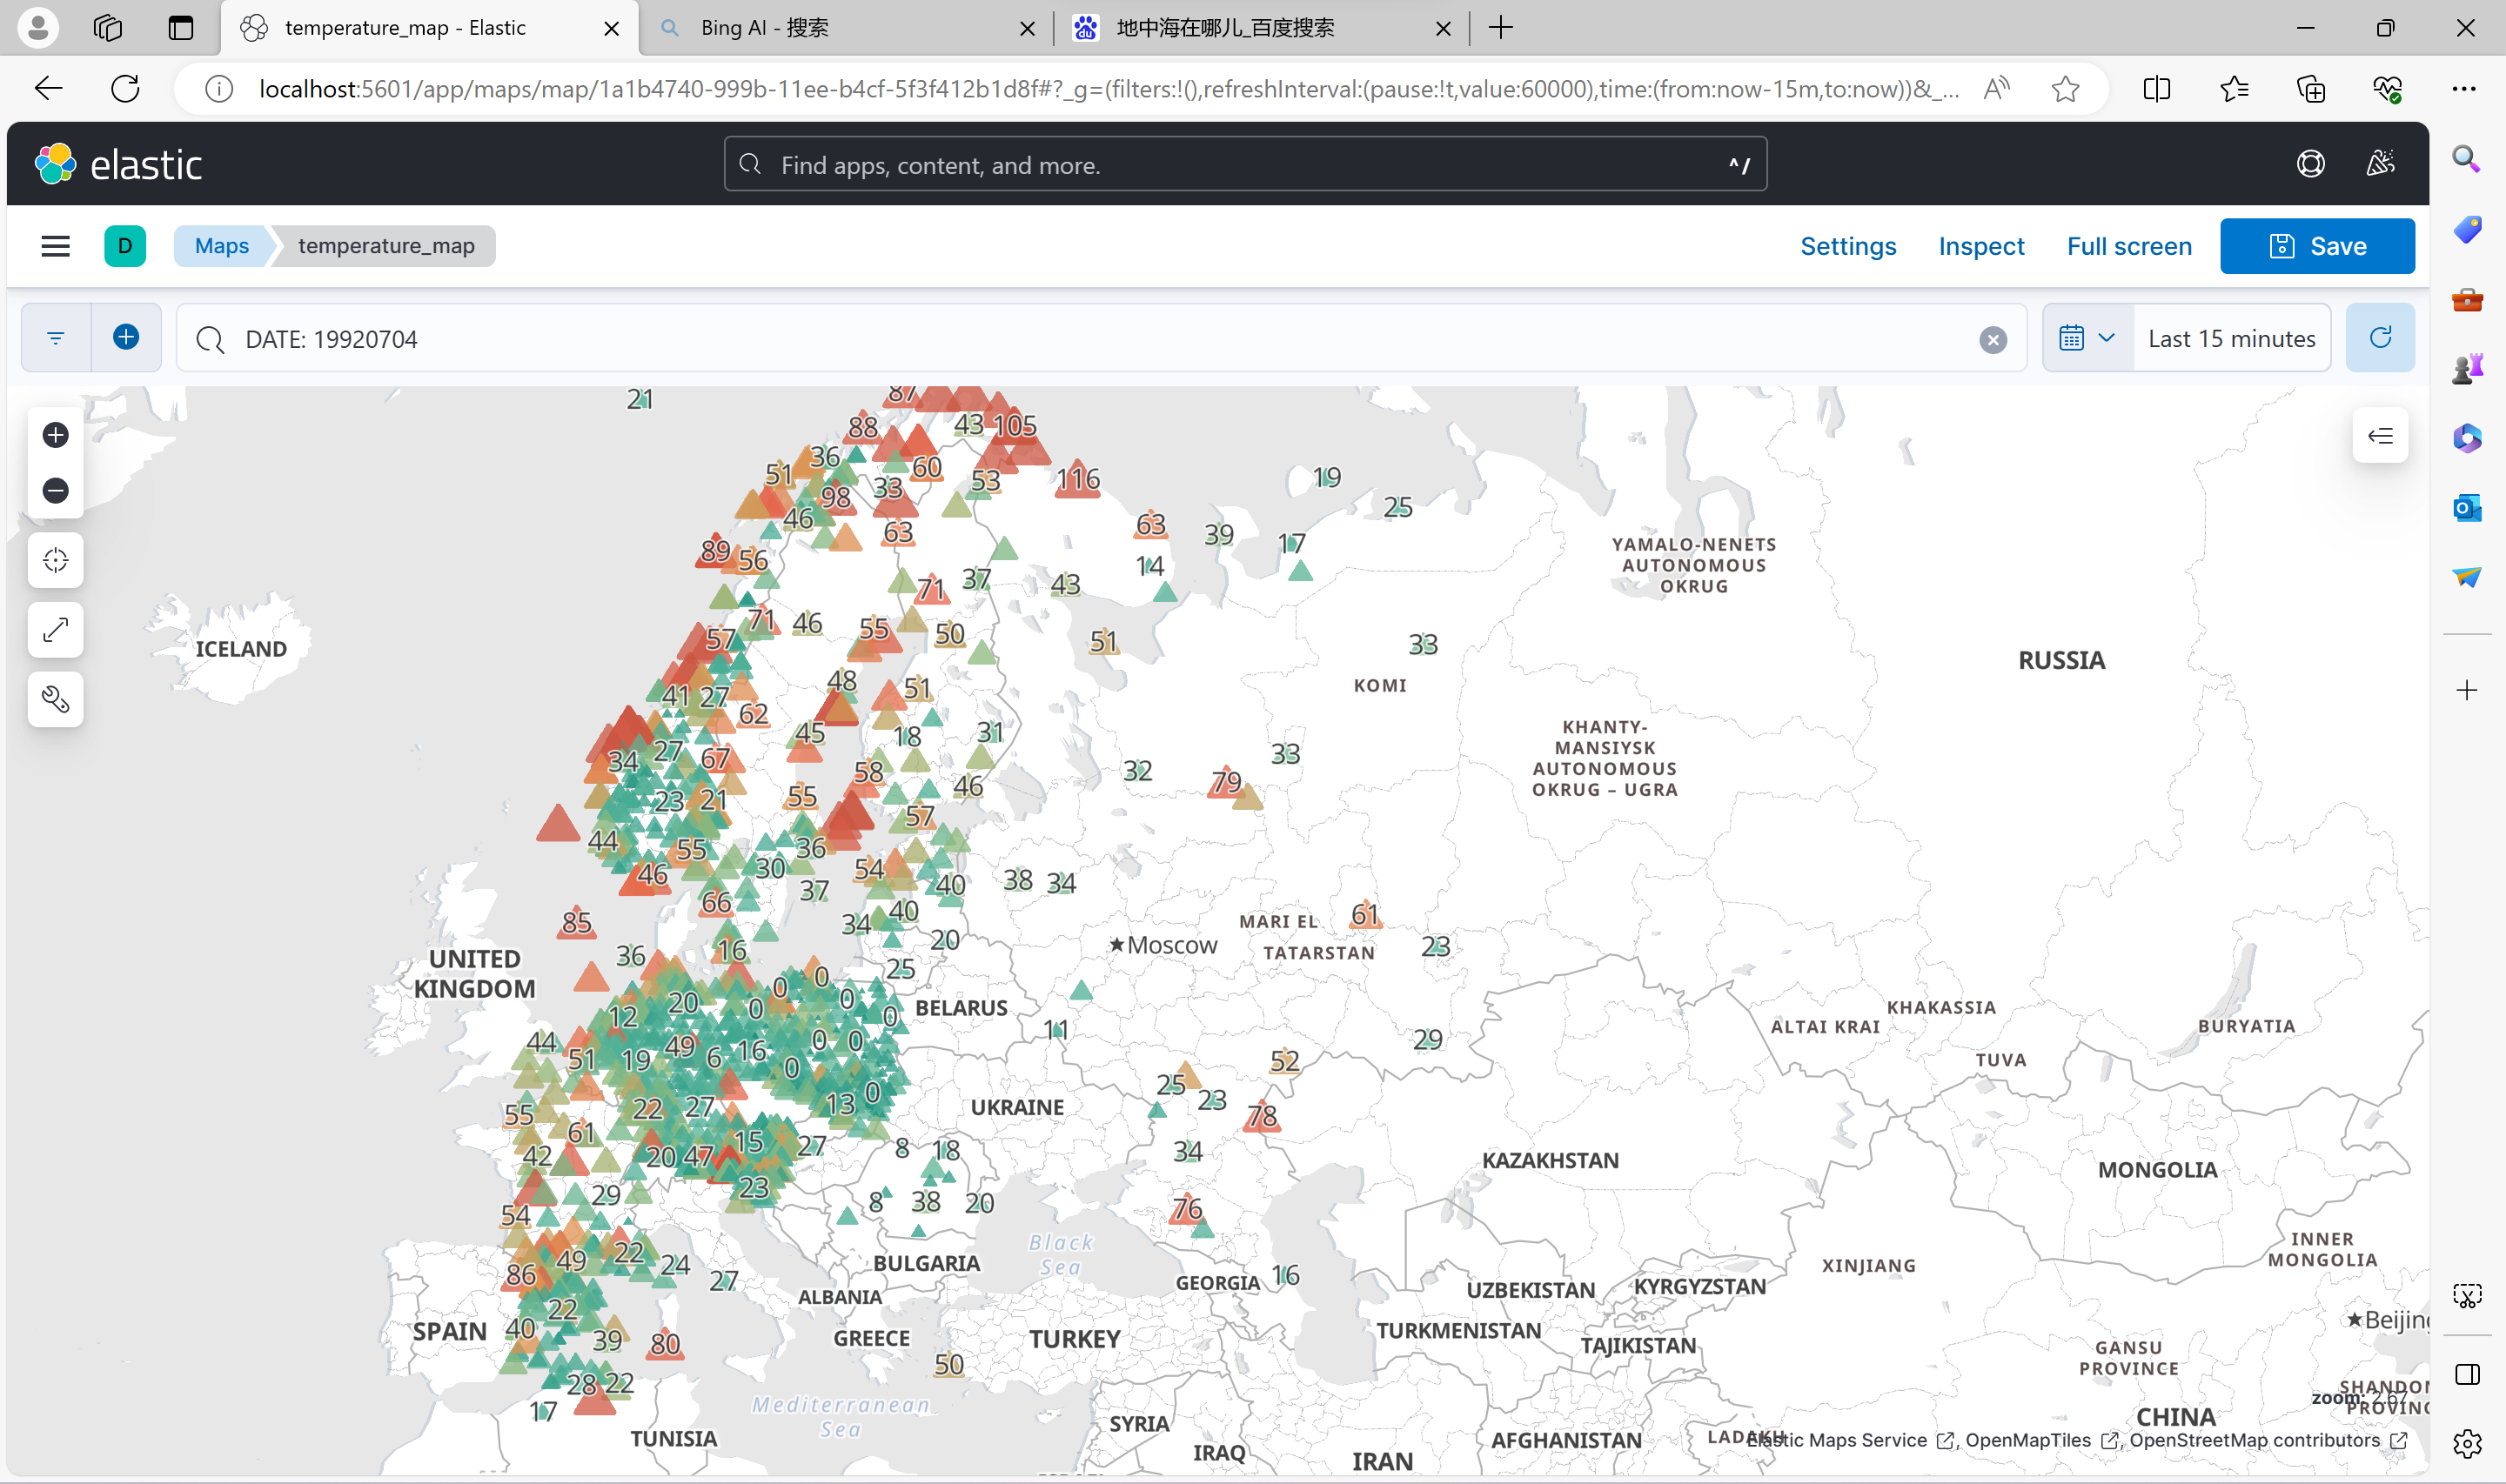 temperature_map - Elastic
Bing AI - 搜索
地中海在哪儿_百度搜索
localhost:5601/app/maps/map/1a1b4740-999b-11ee-b4cf-5f3f412b1d8f#?_g=(filters:!(),refreshInterval:(pause:!t,value:60000),time:(from:now-15m,to:now))&_...
elastic
Find apps, content, and more.
^/
D
Maps
temperature_map
Settings
Inspect
Full screen
Save
DATE: 19920704
Last 15 minutes
21
87
88
43
105
36
51
60
53
116
19
98
33
25
46
63
63
39
89
56
17
14
71
37
43
71
46
57
55
50
51
33
ICELAND
YAMALO-NENETS
AUTONOMOUS
OKRUG
RUSSIA
KOMI
48
51
41
27
62
45
18
31
34
27
67
58
32
79
33
46
23
21
55
57
KHANTY-
MANSIYSK
AUTONOMOUS
OKRUG – UGRA
44
55
36
30
54
46
37
40
38
34
66
85
34
40
20
61
MARI EL
TATARSTAN
Moscow
23
UNITED
KINGDOM
36
16
25
0
0
20
0
0
0
12
BELARUS
44
51
19
49
6
16
0
0
0
11
29
52
KHAKASSIA
ALTAI KRAI
BURYATIA
TUVA
55
22
27
13
0
UKRAINE
25
23
78
61
42
20
47
15
27
8
18
34
KAZAKHSTAN
MONGOLIA
29
23
8
38
20
76
54
Black
Sea
49
22
24
86
27
BULGARIA
GEORGIA
16
INNER
MONGOLIA
XINJIANG
UZBEKISTAN
KYRGYZSTAN
ALBANIA
22
SPAIN
40
39
80
GREECE
TURKEY
TURKMENISTAN
TAJIKISTAN
Beijing
GANSU
PROVINCE
50
28
22
17
Mediterranean
Sea
TUNISIA
SYRIA
IRAQ
IRAN
AFGHANISTAN
CHINA
zoom: 2.67
Elastic Maps Service , OpenMapTiles , OpenStreetMap contributors